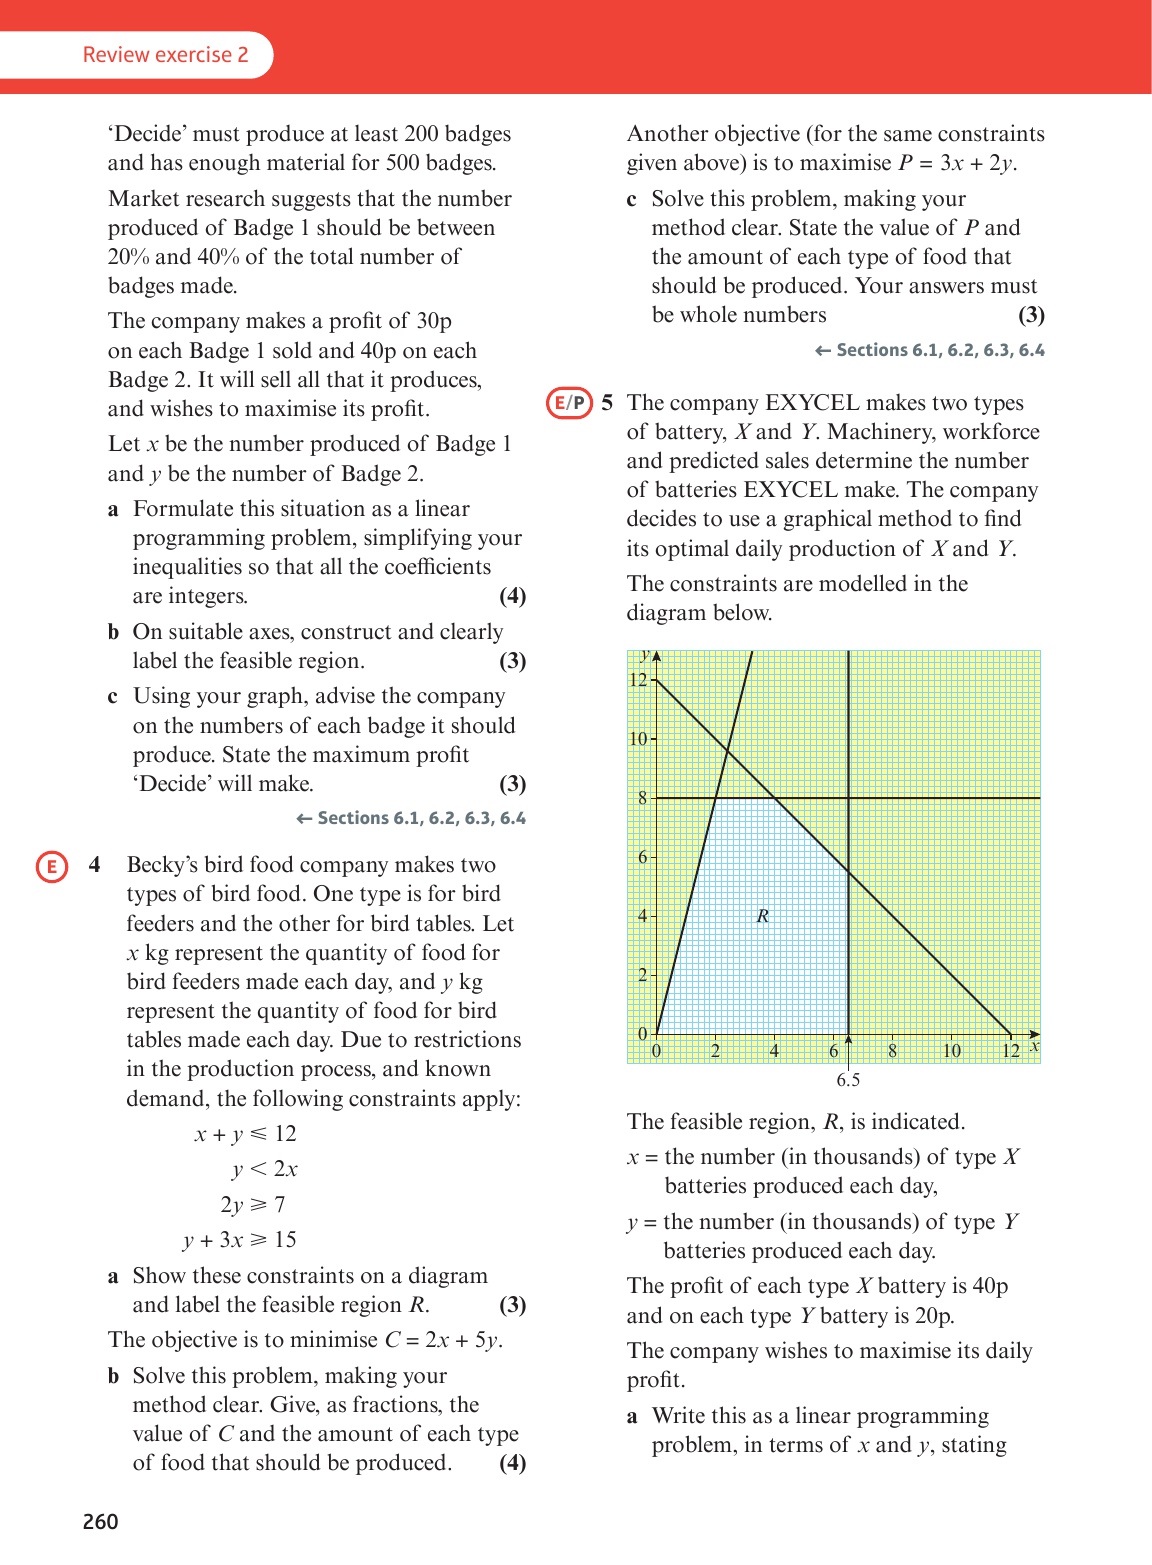 Review exercise 2
‘Decide’ must produce at least 200 badges
and has enough material for 500 badges.
Market research suggests that the number
produced of Badge 1 should be between
20% and 40% of the total number of
badges made.
The company makes a profit of 30p
on each Badge 1 sold and 40p on each
Badge 2. It will sell all that it produces,
and wishes to maximise its profit.
Let x be the number produced of Badge 1
and y be the number of Badge 2.
a Formulate this situation as a linear
programming problem, simplifying your
inequalities so that all the coefficients
are integers. (4)
b On suitable axes, construct and clearly
label the feasible region. (3)
c Using your graph, advise the company
on the numbers of each badge it should
produce. State the maximum profit
‘Decide’ will make. (3)
← Sections 6.1, 6.2, 6.3, 6.4
E 4 Becky’s bird food company makes two
types of bird food. One type is for bird
feeders and the other for bird tables. Let
x kg represent the quantity of food for
bird feeders made each day, and y kg
represent the quantity of food for bird
tables made each day. Due to restrictions
in the production process, and known
demand, the following constraints apply:
x + y ⩽ 12
y < 2x
2y ⩾ 7
y + 3x ⩾ 15
a Show these constraints on a diagram
and label the feasible region R. (3)
The objective is to minimise C = 2x + 5y.
b Solve this problem, making your
method clear. Give, as fractions, the
value of C and the amount of each type
of food that should be produced. (4)
Another objective (for the same constraints
given above) is to maximise P = 3x + 2y.
c Solve this problem, making your
method clear. State the value of P and
the amount of each type of food that
should be produced. Your answers must
be whole numbers (3)
← Sections 6.1, 6.2, 6.3, 6.4
E/P 5 The company EXYCEL makes two types
of battery, X and Y. Machinery, workforce
and predicted sales determine the number
of batteries EXYCEL make. The company
decides to use a graphical method to find
its optimal daily production of X and Y.
The constraints are modelled in the
diagram below.
y
12
10
8
6
4
R
2
0
0 2 4 6 8 10 12 x
6.5
The feasible region, R, is indicated.
x = the number (in thousands) of type X
batteries produced each day,
y = the number (in thousands) of type Y
batteries produced each day.
The profit of each type X battery is 40p
and on each type Y battery is 20p.
The company wishes to maximise its daily
profit.
a Write this as a linear programming
problem, in terms of x and y, stating
260